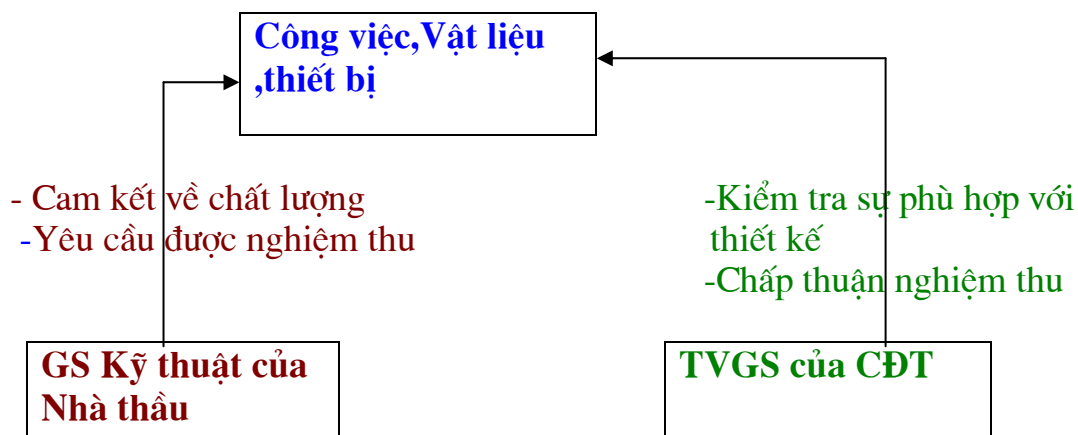 Công việc,Vật liệu
,thiết bị
- Cam kết về chất lượng
-Yêu cầu được nghiệm thu
-Kiểm tra sự phù hợp với
thiết kế
-Chấp thuận nghiệm thu
GS Kỹ thuật của
Nhà thầu
TVGS của CĐT